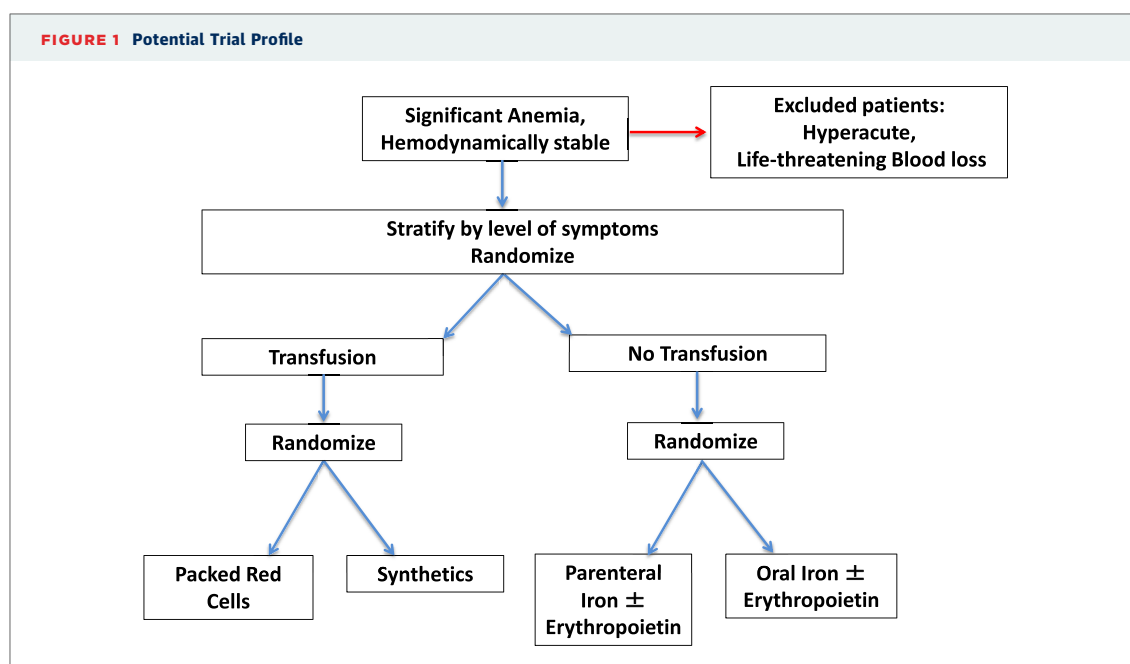 FIGURE 1 Potential Trial Profile
Significant Anemia,
Hemodynamically stable
Excluded patients:
Hyperacute,
Life-threatening Blood loss
Stratify by level of symptoms
Randomize
Transfusion
No Transfusion
Randomize
Randomize
Packed Red
Cells
Synthetics
Parenteral
Iron ±
Erythropoietin
Oral Iron ±
Erythropoietin